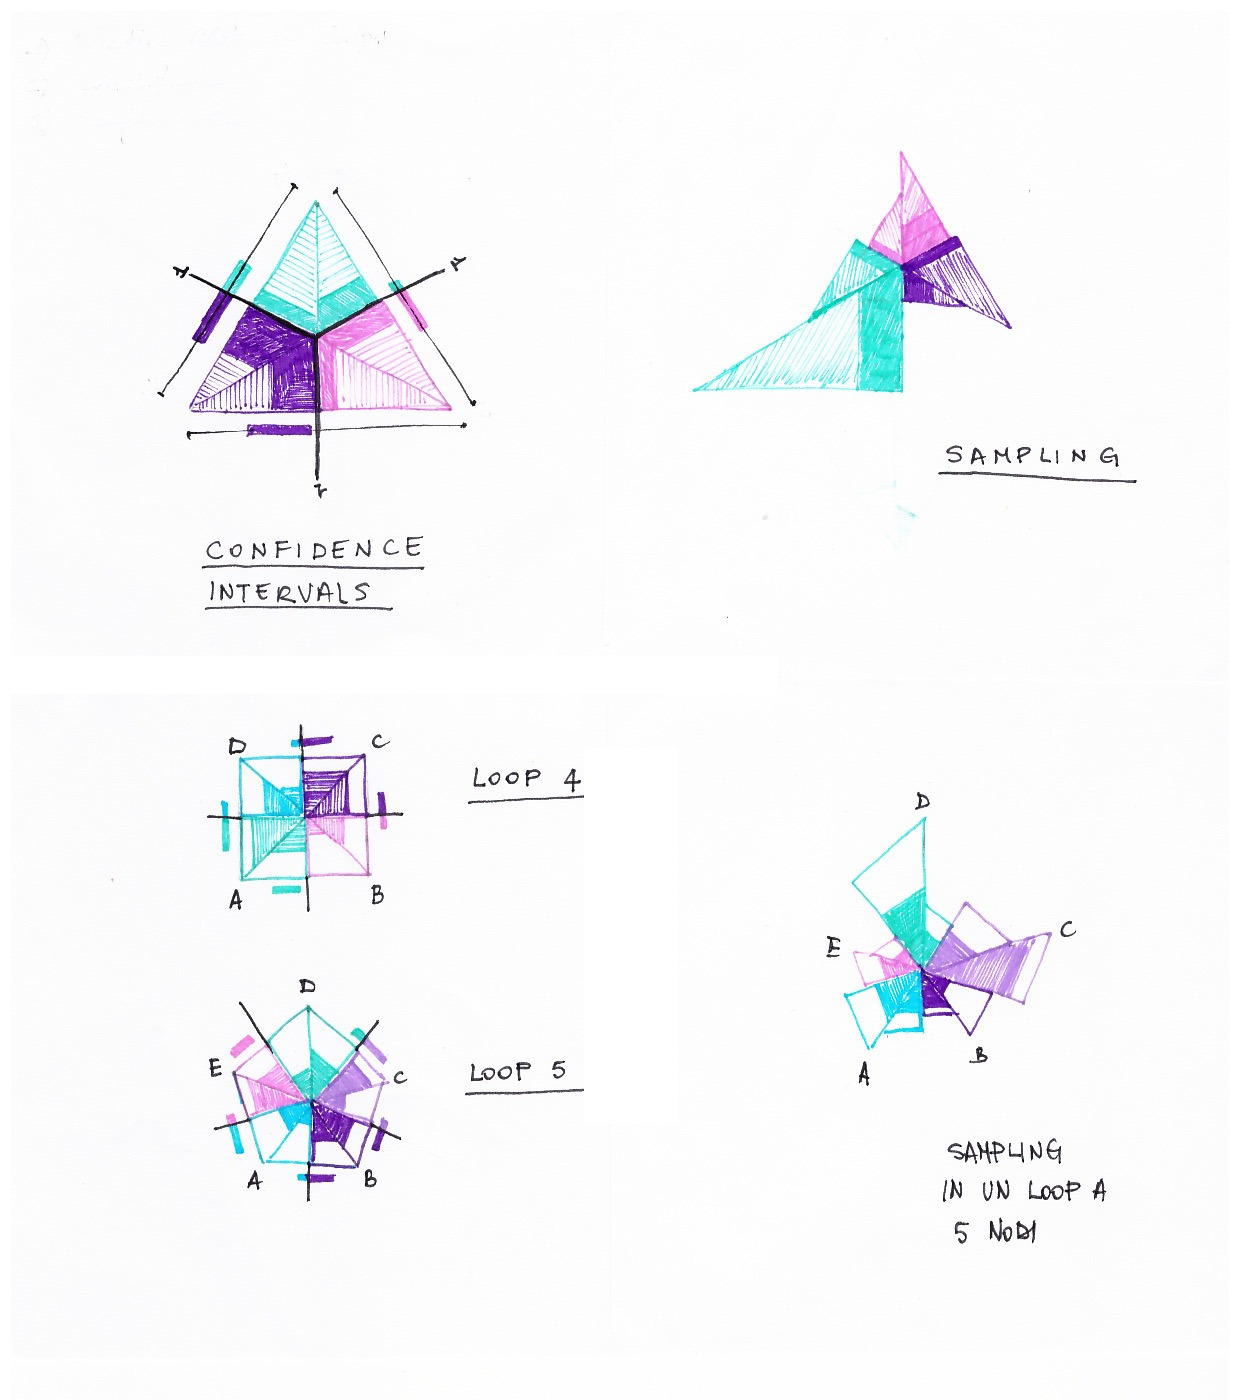 CONFIDENCE
INTERVALS
SAMPLING
D C
LOOP 4
A B
D
E C
LOOP 5
A B
D
E C
B
A
SAMPLING
IN UN LOOP A
5 NODI